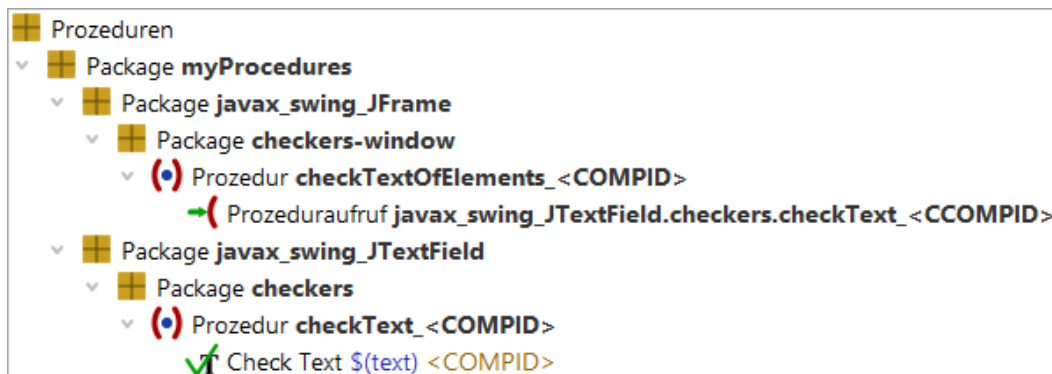 Prozeduren
Package myProcedures
Package javax_swing_JFrame
Package checkers-window
Prozedur checkTextOfElements_<COMPID>
Prozeduraufruf javax_swing_JTextField.checkers.checkText_<CCOMPID>
Package javax_swing_JTextField
Package checkers
Prozedur checkText_<COMPID>
Check Text $(text) <COMPID>